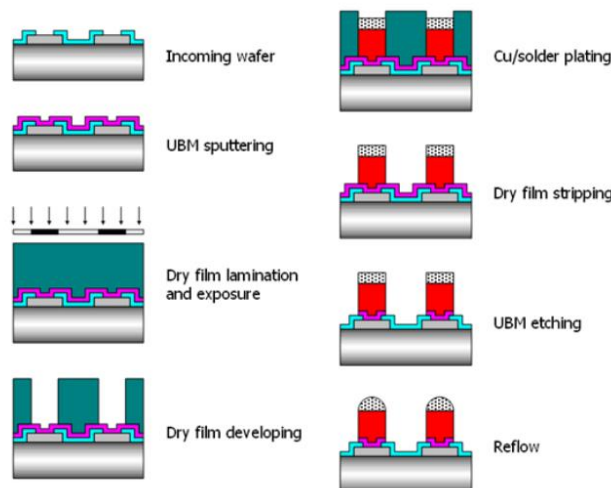 Incoming wafer
UBM sputtering
Dry film lamination
and exposure
Dry film developing
Cu/solder plating
Dry film stripping
UBM etching
Reflow